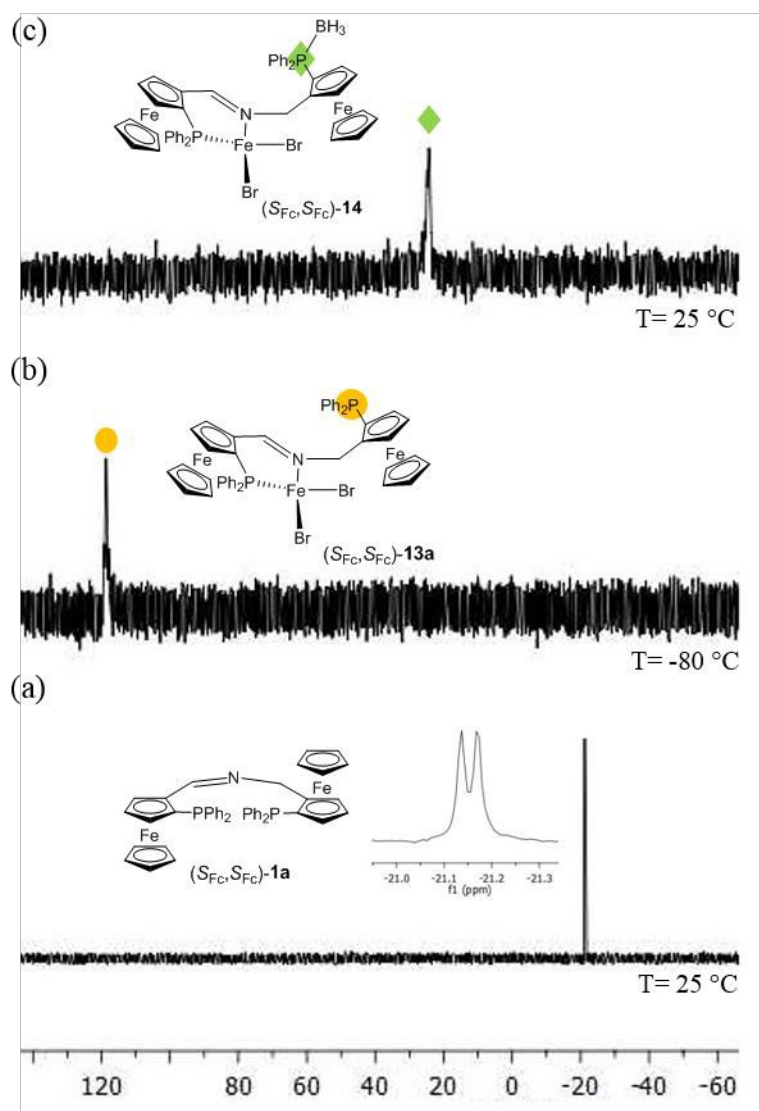 (c)
BH3
Ph2P
Fe
N
Fe
Ph2P
Fe
Br
Br
(SFc,SFc)-14
T= 25 °C
(b)
Ph2P
Fe
N
Fe
Ph2P
Fe
Br
Br
(SFc,SFc)-13a
T= -80 °C
(a)
N
Fe
PPh2 Ph2P
Fe
(SFc,SFc)-1a
-21.0 -21.1 -21.2 -21.3
f1 (ppm)
T= 25 °C
120 80 60 40 20 0 -20 -40 -60